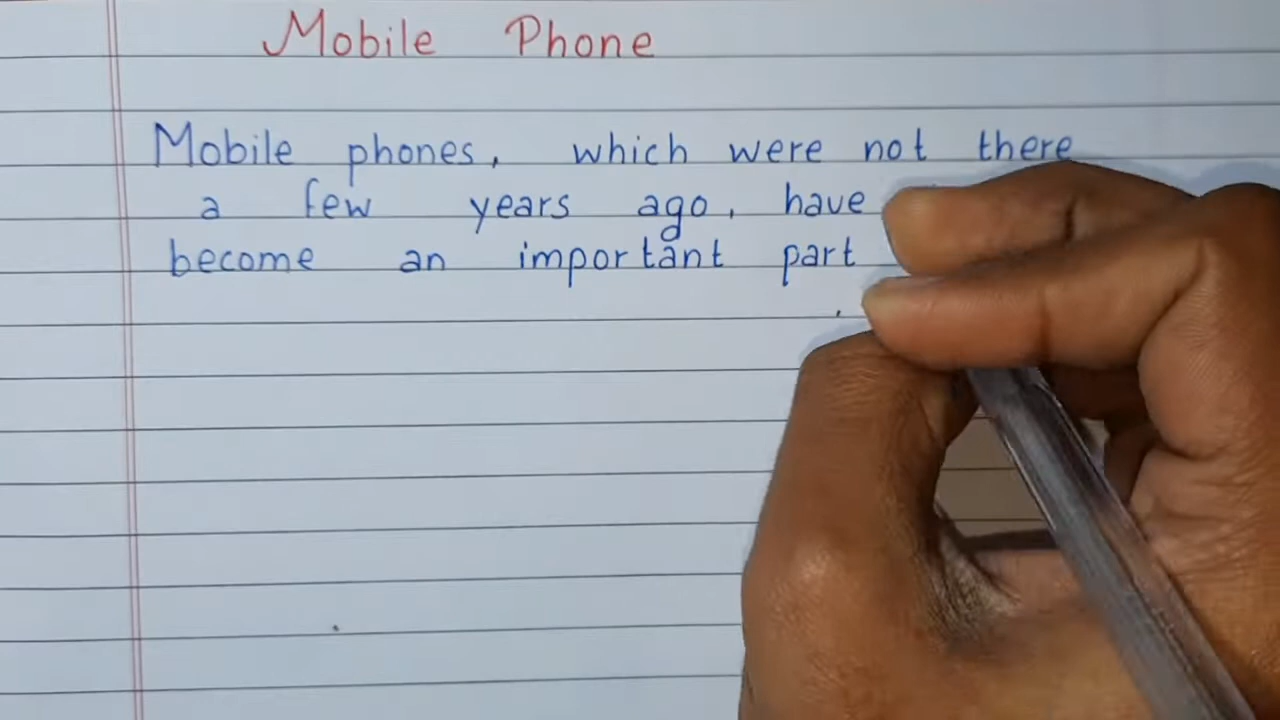 Mobile Phone
Mobile phones, which were not there
a few years ago, have
become an important part